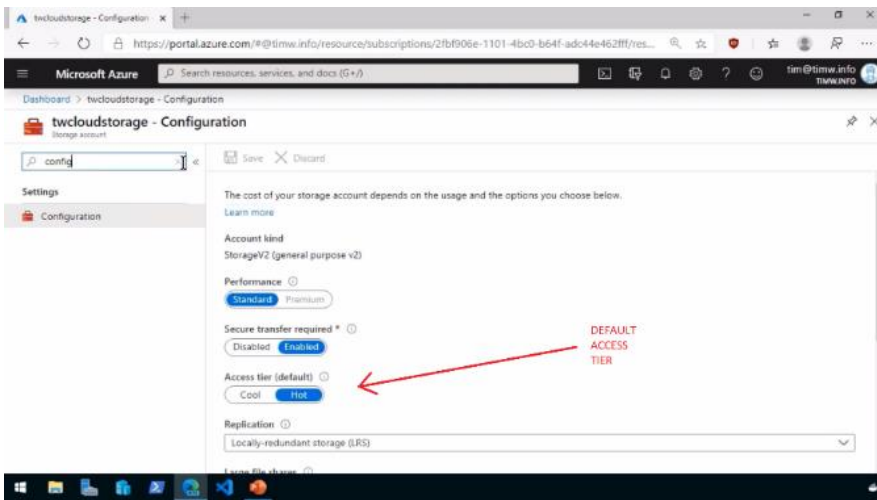 twcloudstorage - Configuration
https://portal.azure.com/#@timw.info/resource/subscriptions/2fbf906e-1101-4bc0-b64f-adc44e462fff/res...
Microsoft Azure
Search resources, services, and docs (G+/)
tim@timw.info
TIMW.INFO
Dashboard > twcloudstorage - Configuration
twcloudstorage - Configuration
Storage account
config
Save
Discard
Settings
Configuration
The cost of your storage account depends on the usage and the options you choose below.
Learn more
Account kind
StorageV2 (general purpose v2)
Performance
Standard Premium
Secure transfer required *
Disabled Enabled
DEFAULT
ACCESS
TIER
Access tier (default)
Cool Hot
Replication
Locally-redundant storage (LRS)
Large file shares